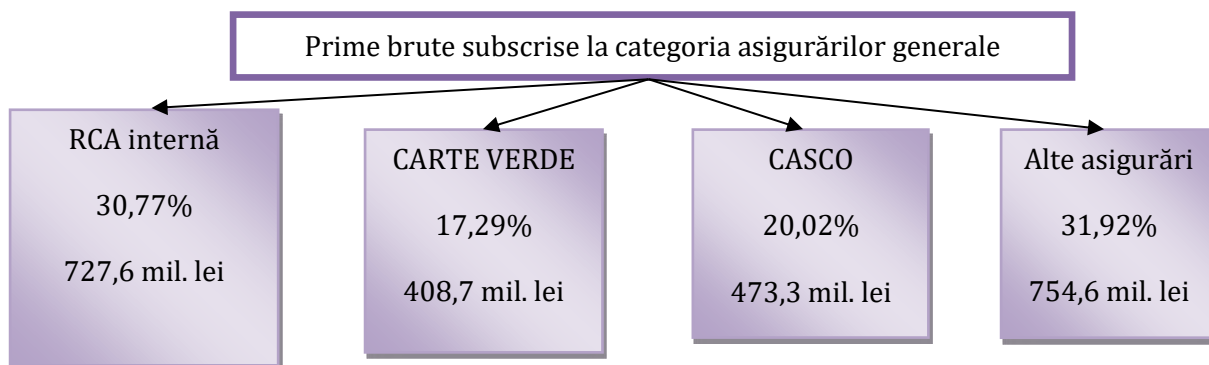 Prime brute subscrise la categoria asigurărilor generale
RCA internă
30,77%
727,6 mil. lei
CARTE VERDE
17,29%
408,7 mil. lei
CASCO
20,02%
473,3 mil. lei
Alte asigurări
31,92%
754,6 mil. lei